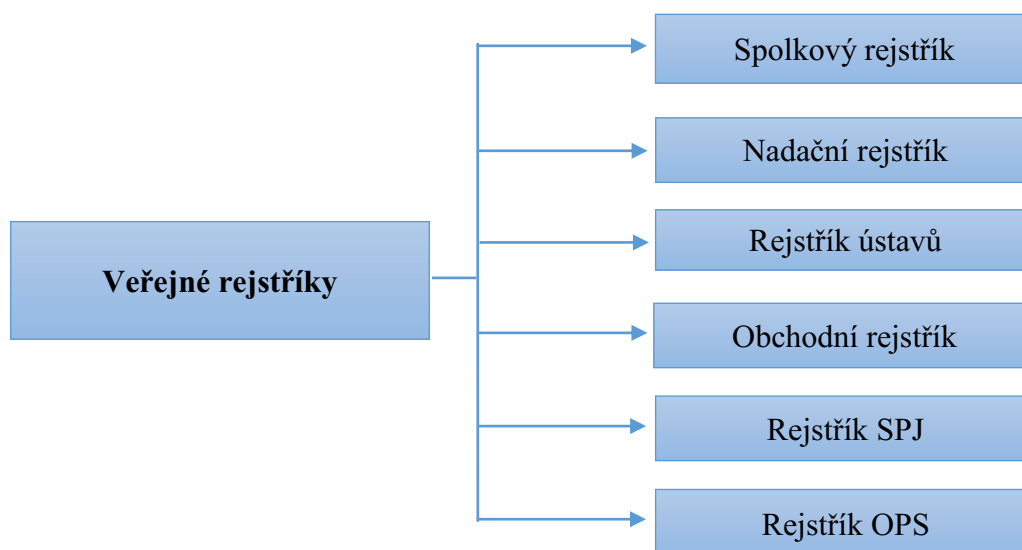 Veřejné rejstříky
Spolkový rejstřík
Nadační rejstřík
Rejstřík ústavů
Obchodní rejstřík
Rejstřík SPJ
Rejstřík OPS